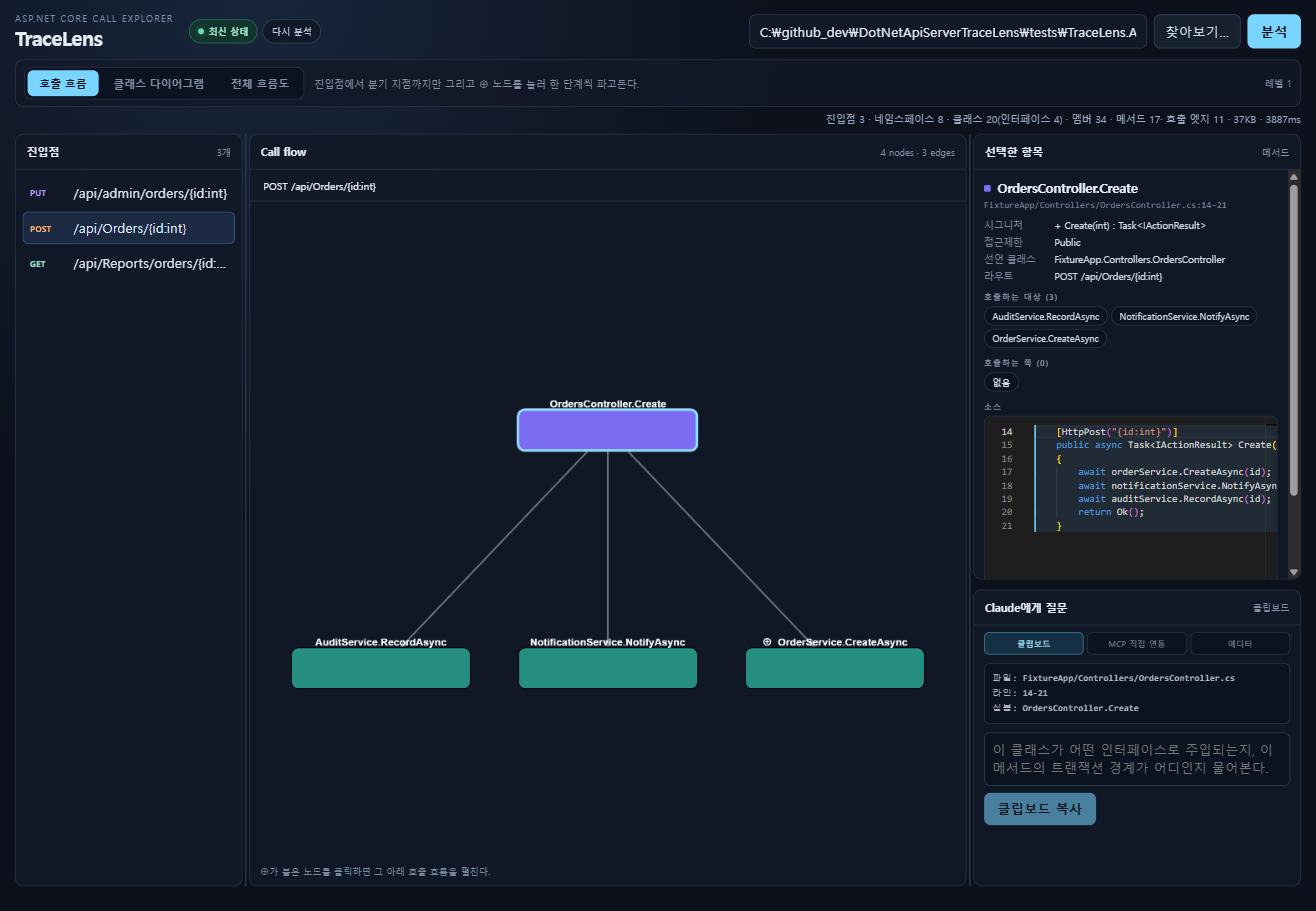 ASP.NET CORE CALL EXPLORER
TraceLens
최신 상태
다시 분석
C:₩github_dev₩DotNetApiServerTraceLens₩tests₩TraceLens.A
찾아보기...
분석
호출 흐름
클래스 다이어그램
전체 흐름도
진입점에서 분기 지점까지만 그리고 ⊕ 노드를 눌러 한 단계씩 파고든다.
레벨 1
진입점 3 · 네임스페이스 8 · 클래스 20(인터페이스 4) · 멤버 34 · 메서드 17· 호출 엣지 11 · 37KB · 3887ms
진입점
3개
PUT /api/admin/orders/{id:int}
POST /api/Orders/{id:int}
GET /api/Reports/orders/{id:...
Call flow
4 nodes · 3 edges
POST /api/Orders/{id:int}
OrdersController.Create
AuditService.RecordAsync
NotificationService.NotifyAsync
⊕ OrderService.CreateAsync
⊕가 붙은 노드를 클릭하면 그 아래 호출 흐름을 펼친다.
선택한 항목
메서드
OrdersController.Create
FixtureApp/Controllers/OrdersController.cs:14-21
시그니처 + Create(int) : Task<IActionResult>
접근제한 Public
선언 클래스 FixtureApp.Controllers.OrdersController
라우트 POST /api/Orders/{id:int}
호출하는 대상 (3)
AuditService.RecordAsync
NotificationService.NotifyAsync
OrderService.CreateAsync
호출하는 쪽 (0)
없음
소스
14 [HttpPost("{id:int}")]
15 public async Task<IActionResult> Create(
16 {
17 await orderService.CreateAsync(id);
18 await notificationService.NotifyAsyn
19 await auditService.RecordAsync(id);
20 return Ok();
21 }
Claude에게 질문
클립보드
클립보드
MCP 직접 연동
에디터
파일: FixtureApp/Controllers/OrdersController.cs
라인: 14-21
심볼: OrdersController.Create
이 클래스가 어떤 인터페이스로 주입되는지, 이
메서드의 트랜잭션 경계가 어디인지 물어본다.
클립보드 복사